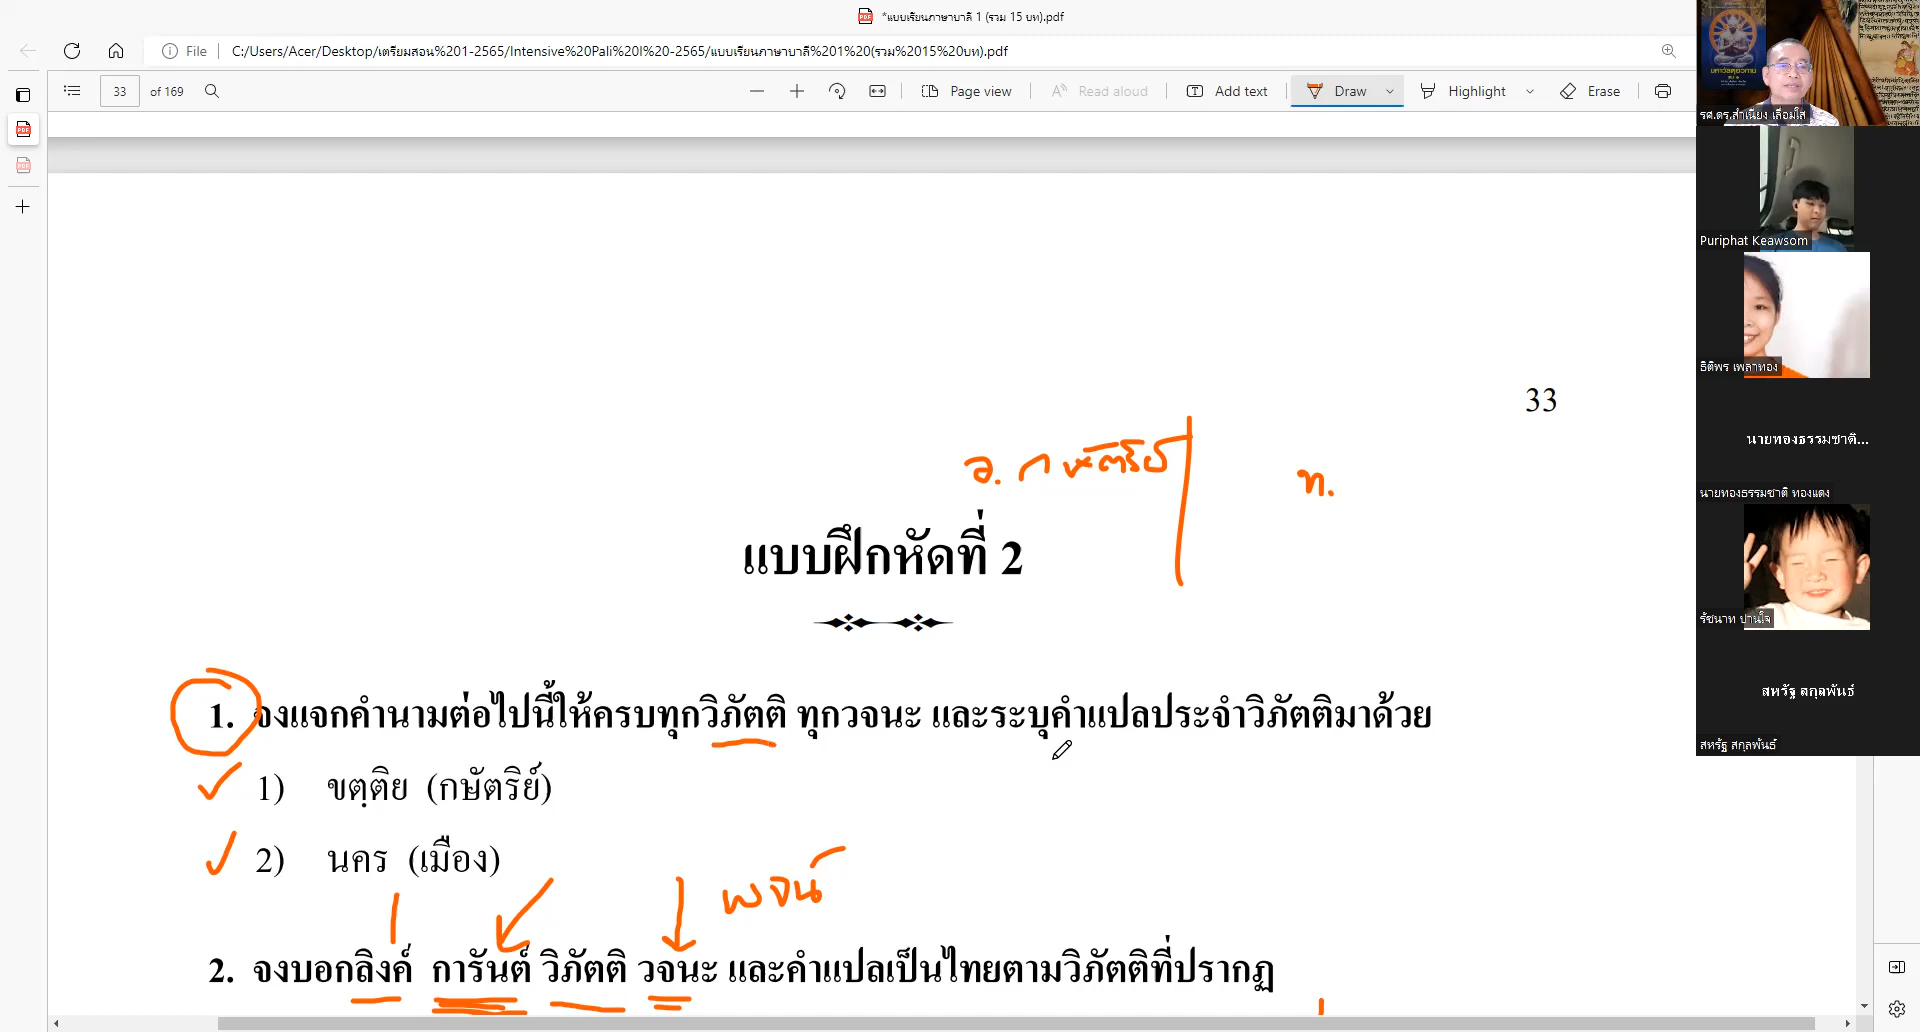 *แบบเรียนภาษาบาลี 1 (รวม 15 บท).pdf
File
C:/Users/Acer/Desktop/เตรียมสอน%201-2565/Intensive%20Pali%20I%20-2565/แบบเรียนภาษาบาลี%201%20(รวม%2015%20บท).pdf
33 of 169
Page view
Read aloud
Add text
Draw
Highlight
Erase
รศ.ดร.สำเนียง เลื่อมใส
Puriphat Keawsom
ธิติพร เพลาทอง
นายทองธรรมชาติ...
นายทองธรรมชาติ ทองแดง
รัชนาท ปานใจ
สหรัฐ สกุลพันธ์
สหรัฐ สกุลพันธ์
33
อ. กษัตริย์
ท.
แบบฝึกหัดที่ 2
1. จงแจกคำนามต่อไปนี้ให้ครบทุกวิภัตติ ทุกวจนะ และระบุคำแปลประจำวิภัตติมาด้วย
1) ขตฺติย (กษัตริย์)
2) นคร (เมือง)
พจน์
2. จงบอกลิงค์ การันต์ วิภัตติ วจนะ และคำแปลเป็นไทยตามวิภัตติที่ปรากฏ